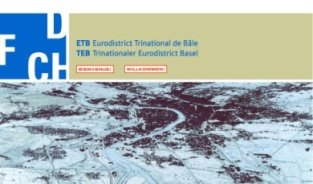 D
F
CH
ETB Eurodistrict Trinational de Bâle
TEB Trinationaler Eurodistrict Basel
BIENVENUE! WILLKOMMEN!